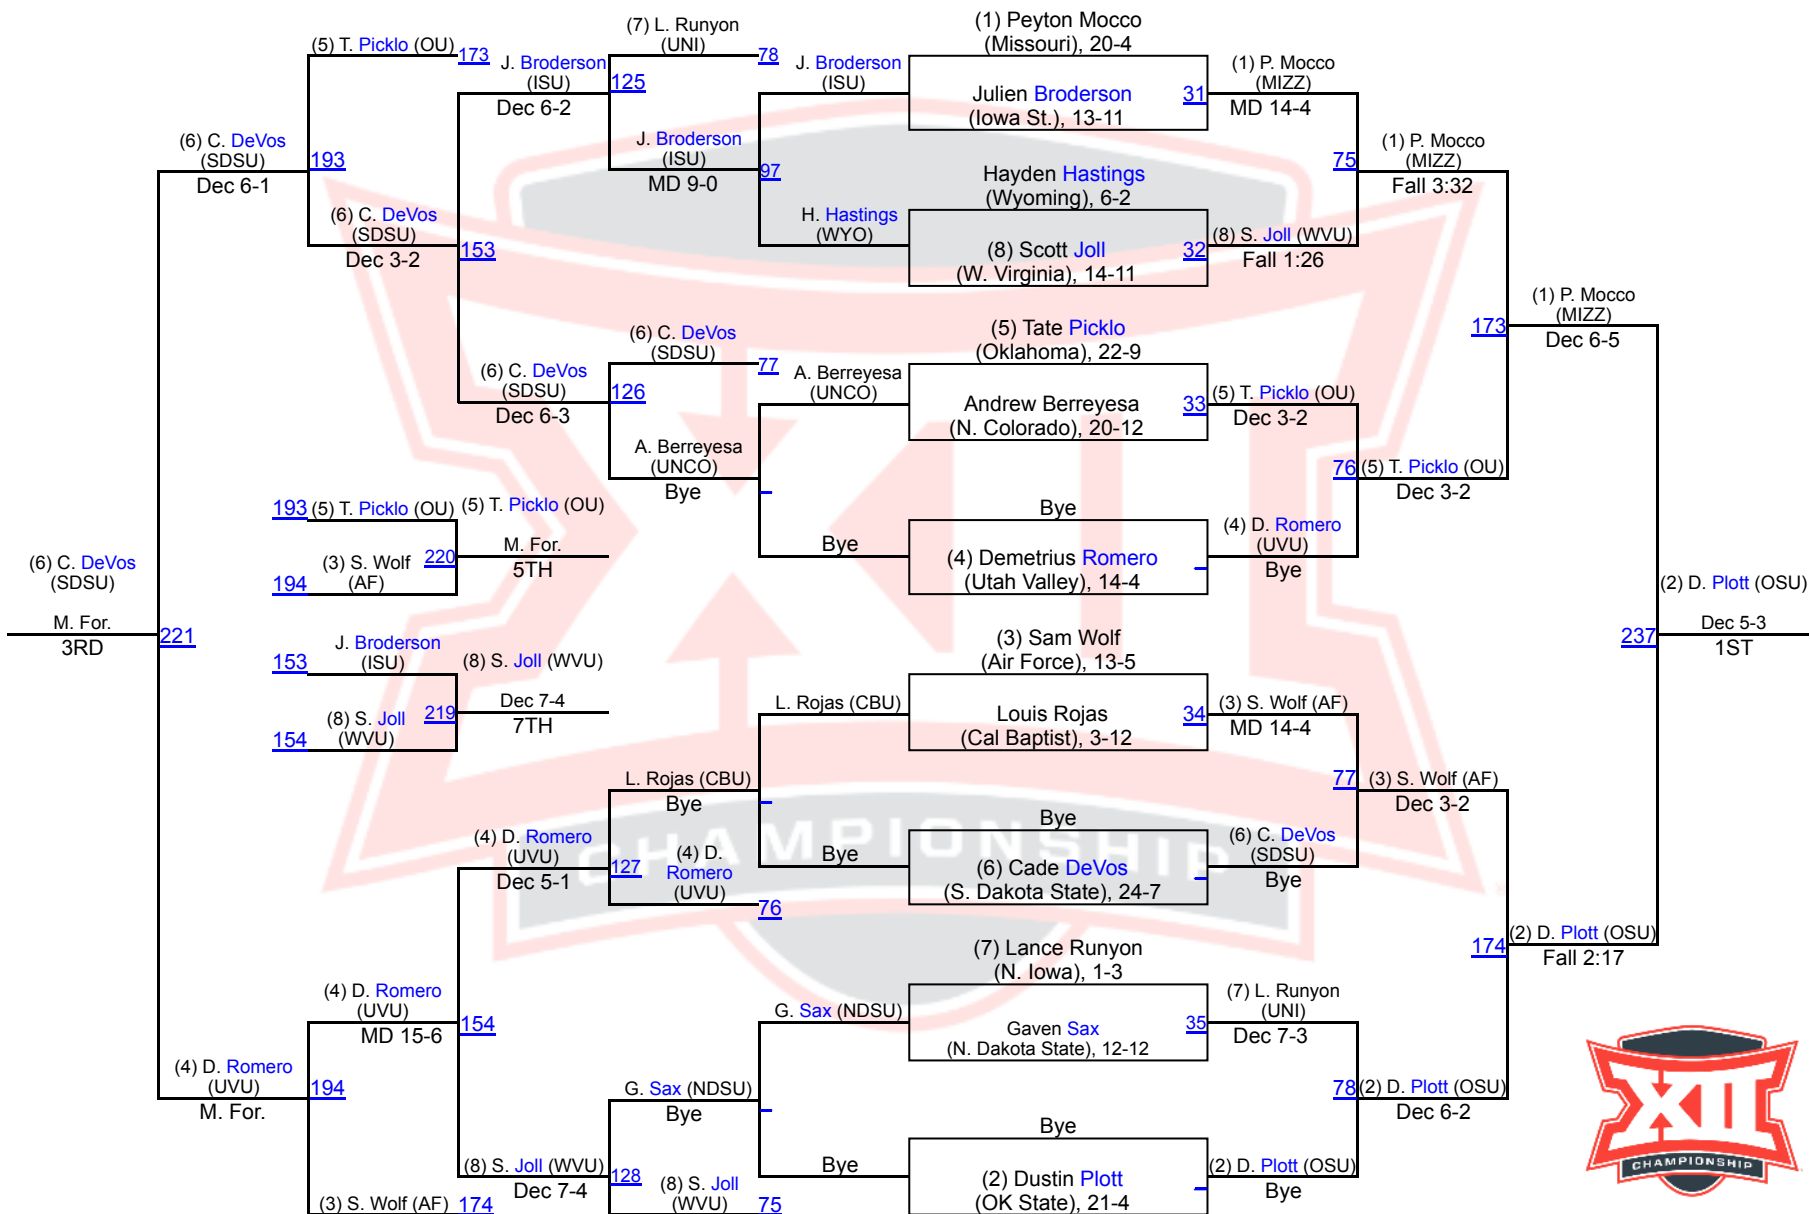 (1) Peyton Mocco
(Missouri), 20-4
Julien Broderson
(Iowa St.), 13-11
31
Hayden Hastings
(Wyoming), 6-2
(8) Scott Joll
(W. Virginia), 14-11
32
(5) Tate Picklo
(Oklahoma), 22-9
Andrew Berreyesa
(N. Colorado), 20-12
33
Bye
(4) Demetrius Romero
(Utah Valley), 14-4
(3) Sam Wolf
(Air Force), 13-5
Louis Rojas
(Cal Baptist), 3-12
34
Bye
(6) Cade DeVos
(S. Dakota State), 24-7
(7) Lance Runyon
(N. Iowa), 1-3
Gaven Sax
(N. Dakota State), 12-12
35
Bye
(2) Dustin Plott
(OK State), 21-4
(1) P. Mocco
(MIZZ)
MD 14-4
75
(8) S. Joll (WVU)
Fall 1:26
(5) T. Picklo (OU)
Dec 3-2
76
(4) D. Romero
(UVU)
Bye
(3) S. Wolf (AF)
MD 14-4
77
(6) C. DeVos
(SDSU)
Bye
(7) L. Runyon
(UNI)
Dec 7-3
78
(2) D. Plott (OSU)
Bye
(1) P. Mocco
(MIZZ)
Fall 3:32
173
(5) T. Picklo (OU)
Dec 3-2
(3) S. Wolf (AF)
Dec 3-2
174
(2) D. Plott (OSU)
Dec 6-2
(1) P. Mocco
(MIZZ)
Dec 6-5
237
(2) D. Plott (OSU)
Fall 2:17
(2) D. Plott (OSU)
Dec 5-3
1ST
J. Broderson
(ISU)
97
H. Hastings
(WYO)
A. Berreyesa
(UNCO)
Bye
L. Rojas (CBU)
Bye
G. Sax (NDSU)
Bye
(7) L. Runyon
(UNI)
78
125
J. Broderson
(ISU)
MD 9-0
(6) C. DeVos
(SDSU)
77
126
A. Berreyesa
(UNCO)
Bye
L. Rojas (CBU)
Bye
127
(4) D.
Romero
(UVU)
76
G. Sax (NDSU)
Bye
128
(8) S. Joll
(WVU)
75
J. Broderson
(ISU)
Dec 6-2
153
(6) C. DeVos
(SDSU)
Dec 6-3
(4) D. Romero
(UVU)
Dec 5-1
154
(8) S. Joll (WVU)
Dec 7-4
(5) T. Picklo (OU)
173
193
(6) C. DeVos
(SDSU)
Dec 3-2
(4) D. Romero
(UVU)
MD 15-6
194
(3) S. Wolf (AF)
174
(6) C. DeVos
(SDSU)
Dec 6-1
221
(4) D. Romero
(UVU)
M. For.
(6) C. DeVos
(SDSU)
M. For.
3RD
193
(5) T. Picklo (OU)
(5) T. Picklo (OU)
220
M. For.
5TH
194
(3) S. Wolf
(AF)
153
J. Broderson
(ISU)
(8) S. Joll (WVU)
219
Dec 7-4
7TH
154
(8) S. Joll
(WVU)
XII
CHAMPIONSHIP
XII
CHAMPIONSHIP